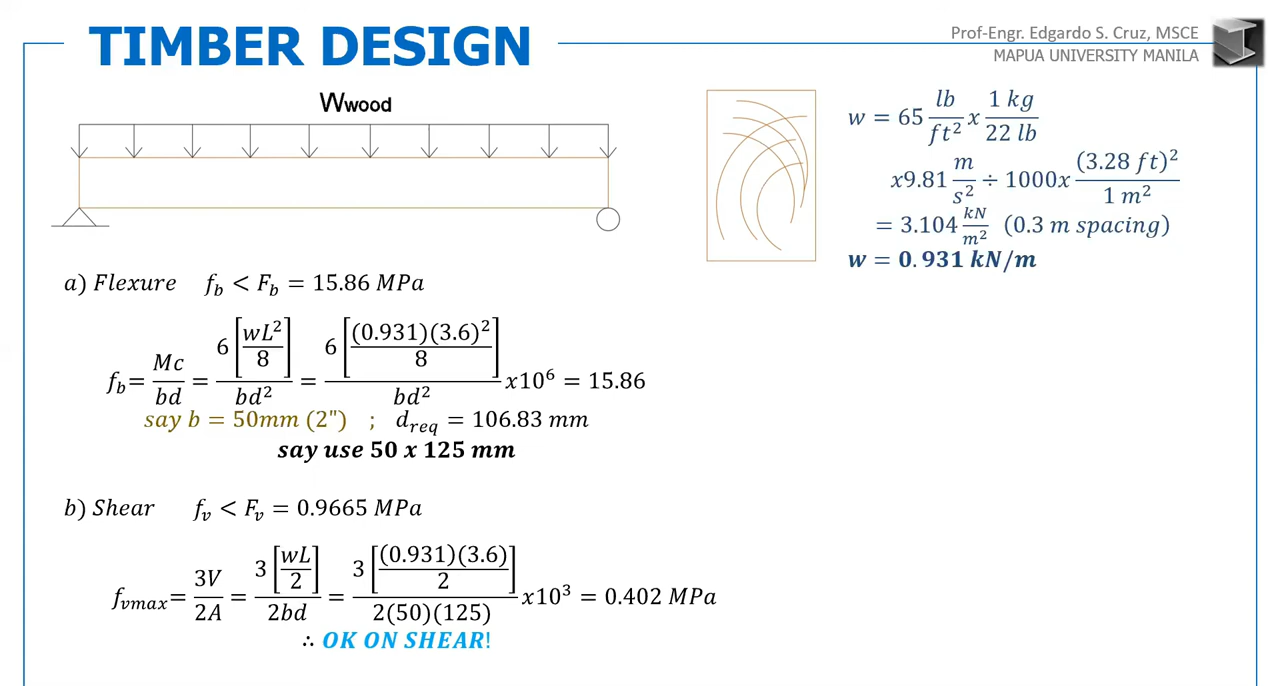 TIMBER DESIGN
Prof-Engr. Edgardo S. Cruz, MSCE
MAPUA UNIVERSITY MANILA
Wwood
w = 65 lb/ft² x 1 kg/22 lb
x9.81 m/s² ÷ 1000x (3.28 ft)²/1 m²
= 3.104 kN/m² (0.3 m spacing)
w = 0.931 kN/m
a) Flexure f_b < F_b = 15.86 MPa
f_b= Mc/bd = 6[wL²/8]/bd² = 6[(0.931)(3.6)²/8]/bd² x10⁶ = 15.86
say b = 50mm (2") ; d_req = 106.83 mm
say use 50 x 125 mm
b) Shear f_v < F_v = 0.9665 MPa
f_vmax= 3V/2A = 3[wL/2]/2bd = 3[(0.931)(3.6)/2]/2(50)(125) x10³ = 0.402 MPa
∴ OK ON SHEAR!